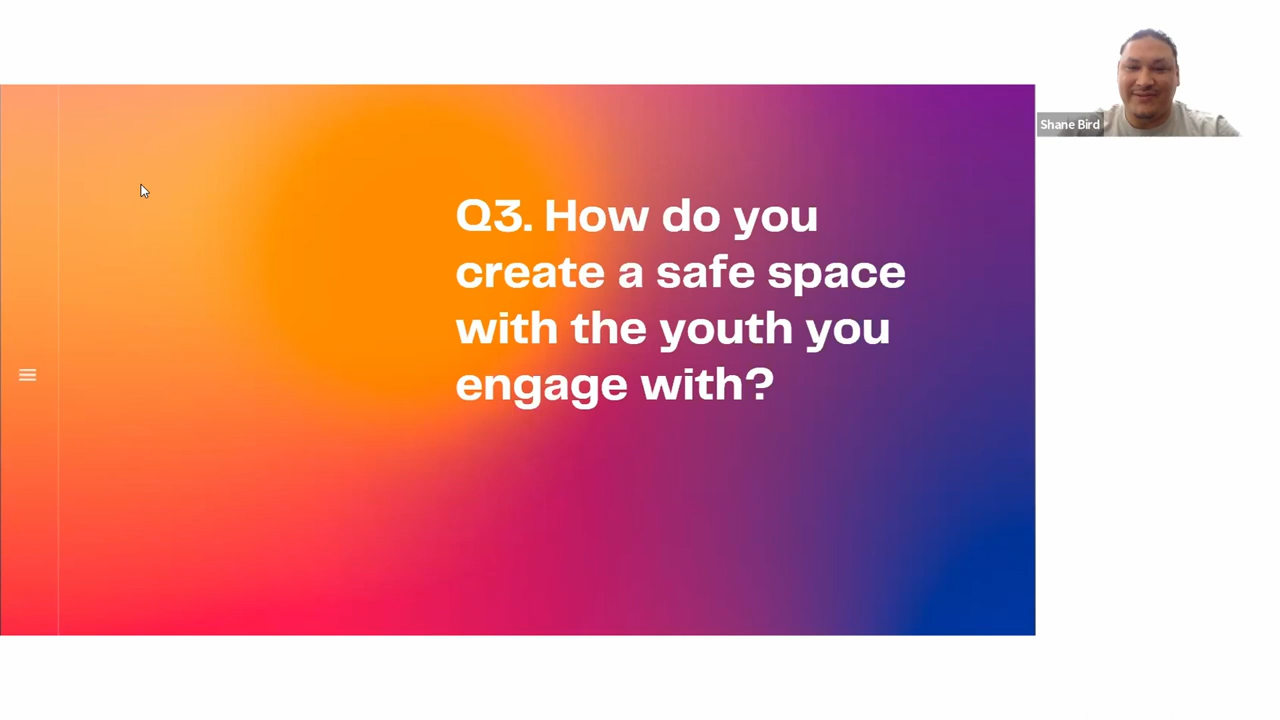 Q3. How do you
create a safe space
with the youth you
engage with?
Shane Bird